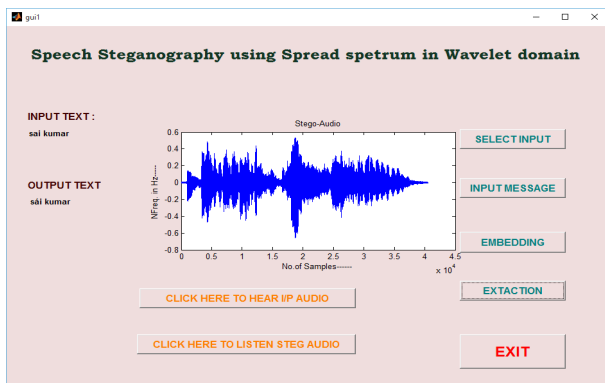 gui1
Speech Steganography using Spread spetrum in Wavelet domain
INPUT TEXT :
sai kumar
OUTPUT TEXT
sái kumar
Stego-Audio
NFreq. in Hz----
0.6
0.4
0.2
0
-0.2
-0.4
-0.6
-0.8
0 0.5 1 1.5 2 2.5 3 3.5 4 4.5
No.of Samples------
x 10^4
SELECT INPUT
INPUT MESSAGE
EMBEDDING
EXTACTION
EXIT
CLICK HERE TO HEAR I/P AUDIO
CLICK HERE TO LISTEN STEG AUDIO